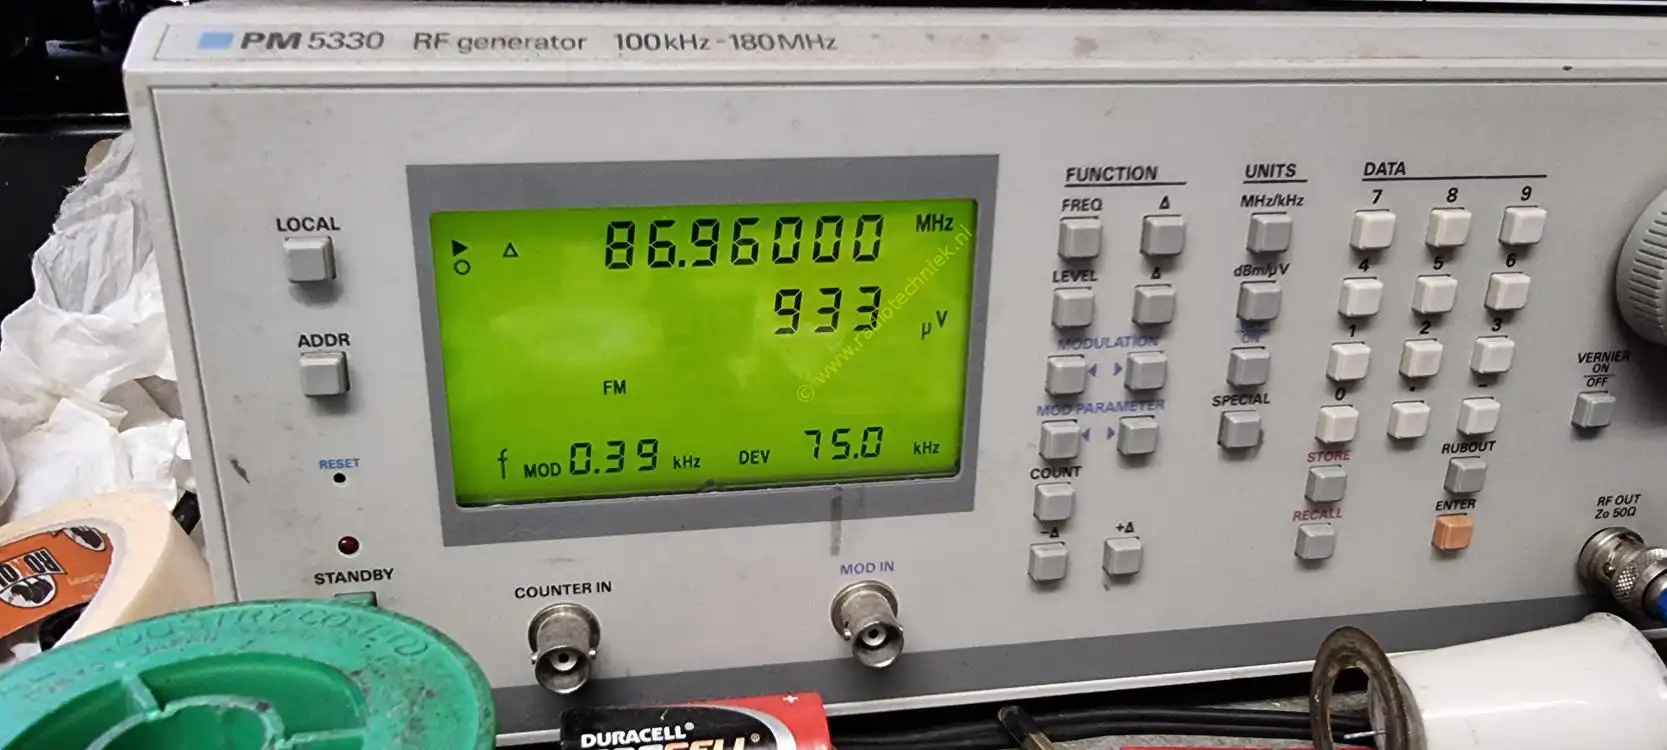 PM 5330 RF generator 100kHz-180MHz
LOCAL
ADDR
RESET
STANDBY
86.96000 MHz
933 µV
FM
f MOD 0.39 kHz DEV 75.0 kHz
© www.radiotechniek.nl
COUNTER IN
MOD IN
FUNCTION
FREQ Δ
LEVEL Δ
MODULATION
MOD PARAMETER
COUNT
-Δ +Δ
UNITS
MHz/kHz
dBm/µV
ON
SPECIAL
DATA
7 8 9
4 5 6
1 2 3
0 . -
STORE
RUBOUT
RECALL
ENTER
VERNIER
ON
OFF
RF OUT
Zo 50Ω
DURACELL®